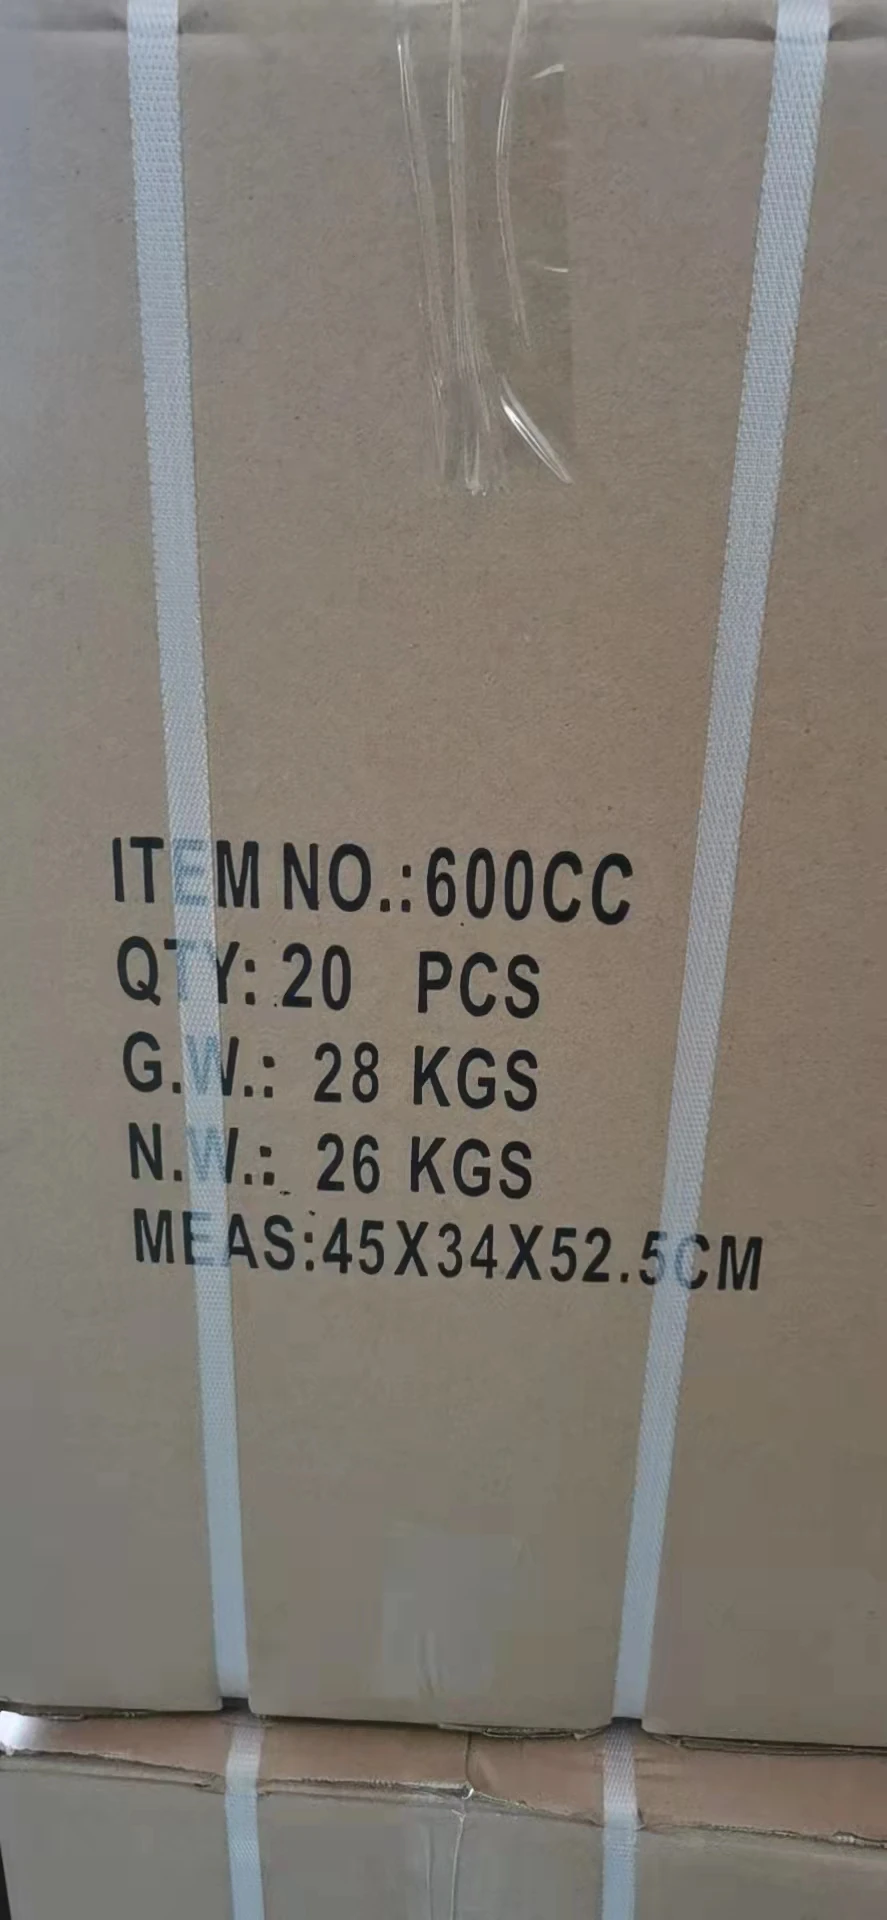 ITEM NO.:600CC
QTY: 20 PCS
G.W.: 28 KGS
N.W.: 26 KGS
MEAS:45X34X52.5CM